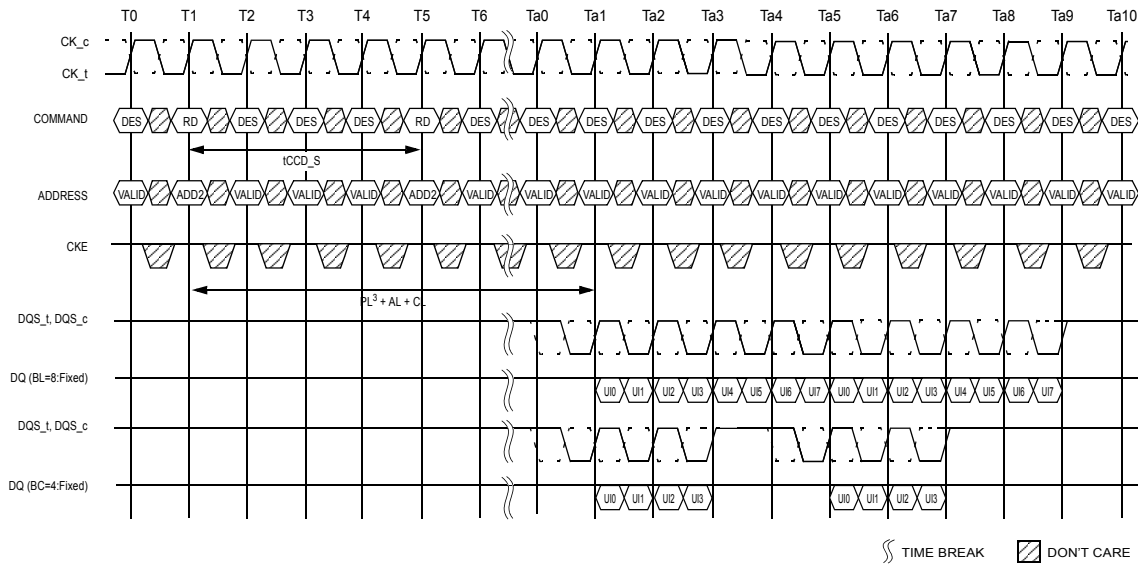 T0 T1 T2 T3 T4 T5 T6 Ta0 Ta1 Ta2 Ta3 Ta4 Ta5 Ta6 Ta7 Ta8 Ta9 Ta10
CK_c
CK_t
COMMAND DES RD DES DES DES RD DES DES DES DES DES DES DES DES DES DES DES DES
tCCD_S
ADDRESS VALID ADD2 VALID VALID VALID ADD2 VALID VALID VALID VALID VALID VALID VALID VALID VALID VALID VALID VALID
CKE
PL³ + AL + CL
DQS_t, DQS_c
DQ (BL=8:Fixed) UI0 UI1 UI2 UI3 UI4 UI5 UI6 UI7 UI0 UI1 UI2 UI3 UI4 UI5 UI6 UI7
DQS_t, DQS_c
DQ (BC=4:Fixed) UI0 UI1 UI2 UI3 UI0 UI1 UI2 UI3
TIME BREAK DON'T CARE